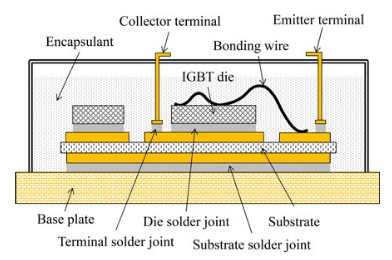 Collector terminal
Emitter terminal
Encapsulant
Bonding wire
IGBT die
Base plate
Die solder joint
Substrate
Terminal solder joint
Substrate solder joint